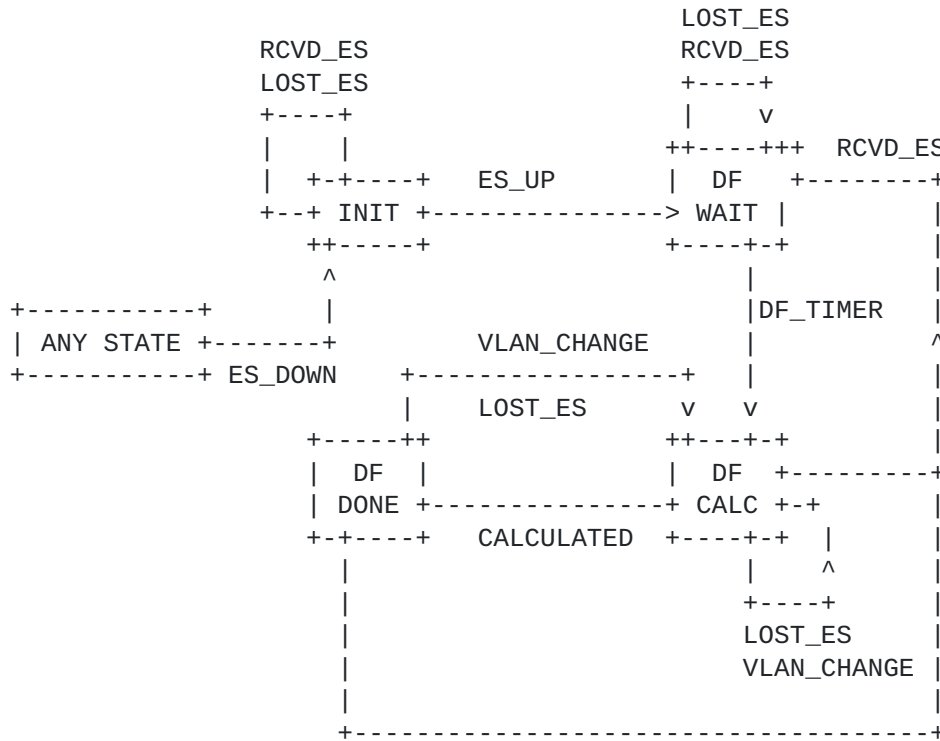 LOST_ES
RCVD_ES RCVD_ES
LOST_ES
RCVD_ES
ES_UP DF
INIT WAIT
DF_TIMER
ANY STATE VLAN_CHANGE
ES_DOWN
LOST_ES
DF DF
DONE CALC
CALCULATED
LOST_ES
VLAN_CHANGE